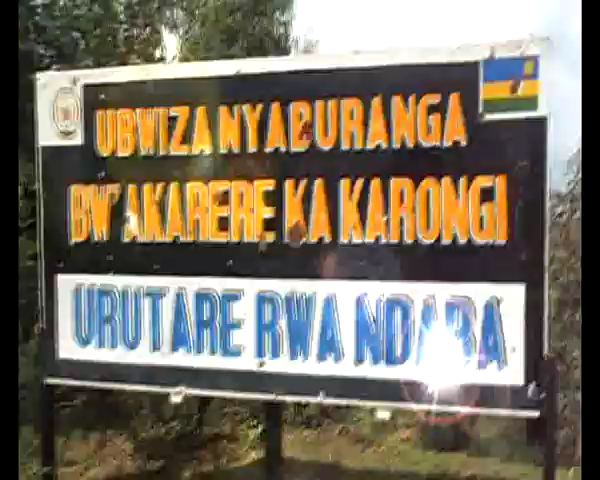 UBWIZA NYABURANGA
BW'AKARERE KA KARONGI
URUTARE RWA NDABA